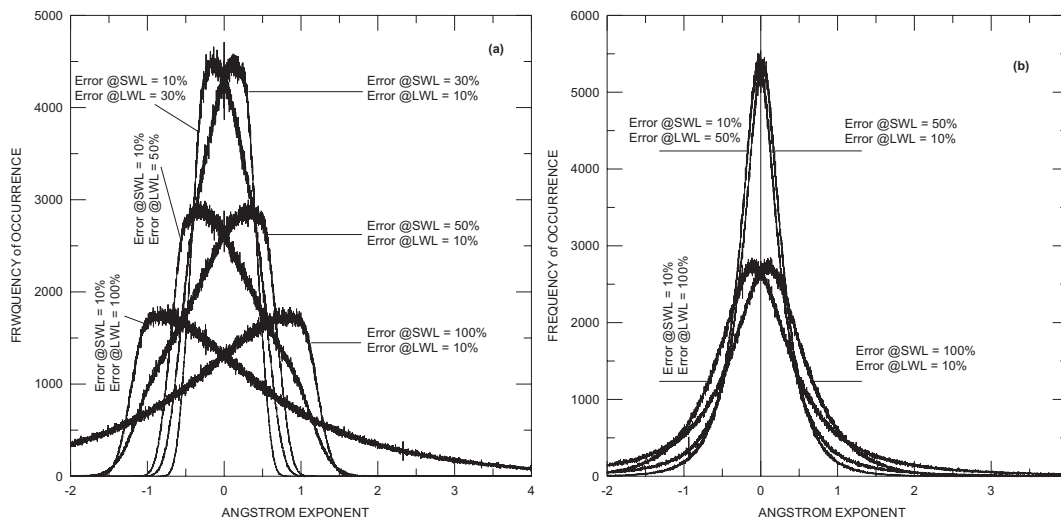 (a)
5000
4000
3000
2000
1000
0
FRWQUENCY of OCCURRENCE
Error @SWL = 10%
Error @LWL = 30%
Error @SWL = 30%
Error @LWL = 10%
Error @SWL = 10%
Error @LWL = 50%
Error @SWL = 50%
Error @LWL = 10%
Error @SWL = 10%
Error @LWL = 100%
Error @SWL = 100%
Error @LWL = 10%
-2 -1 0 1 2 3 4
ANGSTROM EXPONENT
(b)
6000
5000
4000
3000
2000
1000
0
FREQUENCY of OCCURRENCE
Error @SWL = 10%
Error @LWL = 50%
Error @SWL = 50%
Error @LWL = 10%
Error @SWL = 10%
Error @LWL = 100%
Error @SWL = 100%
Error @LWL = 10%
-2 -1 0 1 2 3
ANGSTROM EXPONENT